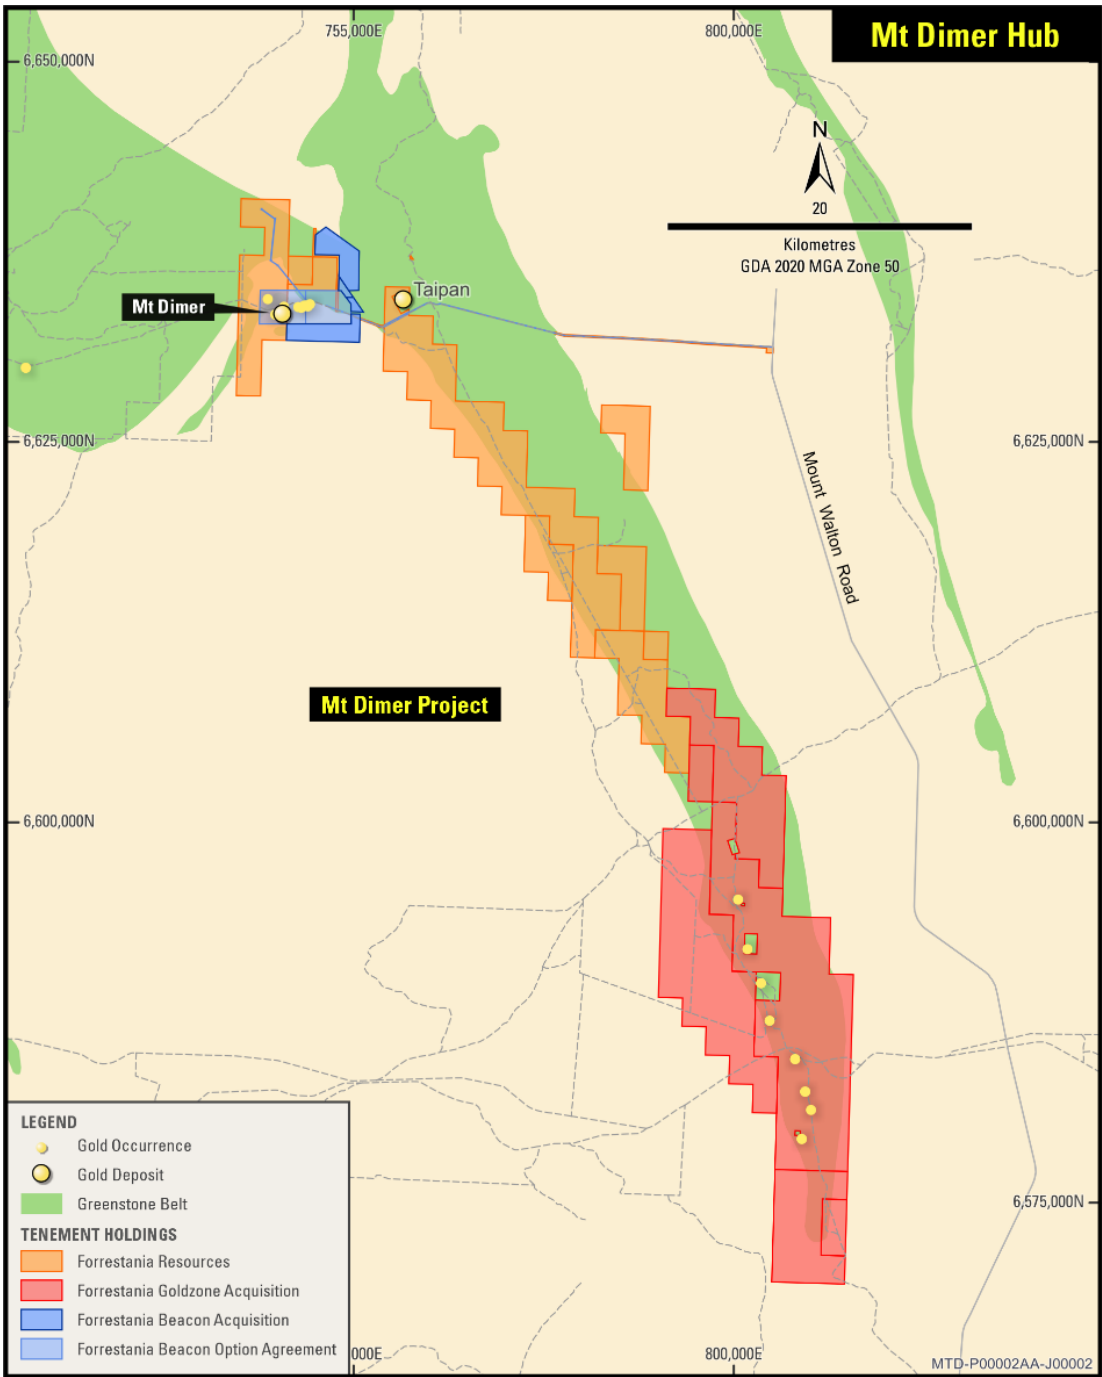 755,000E
800,000E
Mt Dimer Hub
6,650,000N
N
20
Kilometres
GDA 2020 MGA Zone 50
Taipan
Mt Dimer
6,625,000N
6,625,000N
Mount Walton Road
Mt Dimer Project
6,600,000N
6,600,000N
LEGEND
Gold Occurrence
Gold Deposit
Greenstone Belt
TENEMENT HOLDINGS
Forrestania Resources
Forrestania Goldzone Acquisition
Forrestania Beacon Acquisition
Forrestania Beacon Option Agreement
6,575,000N
000E
800,000E
MTD-P00002AA-J00002